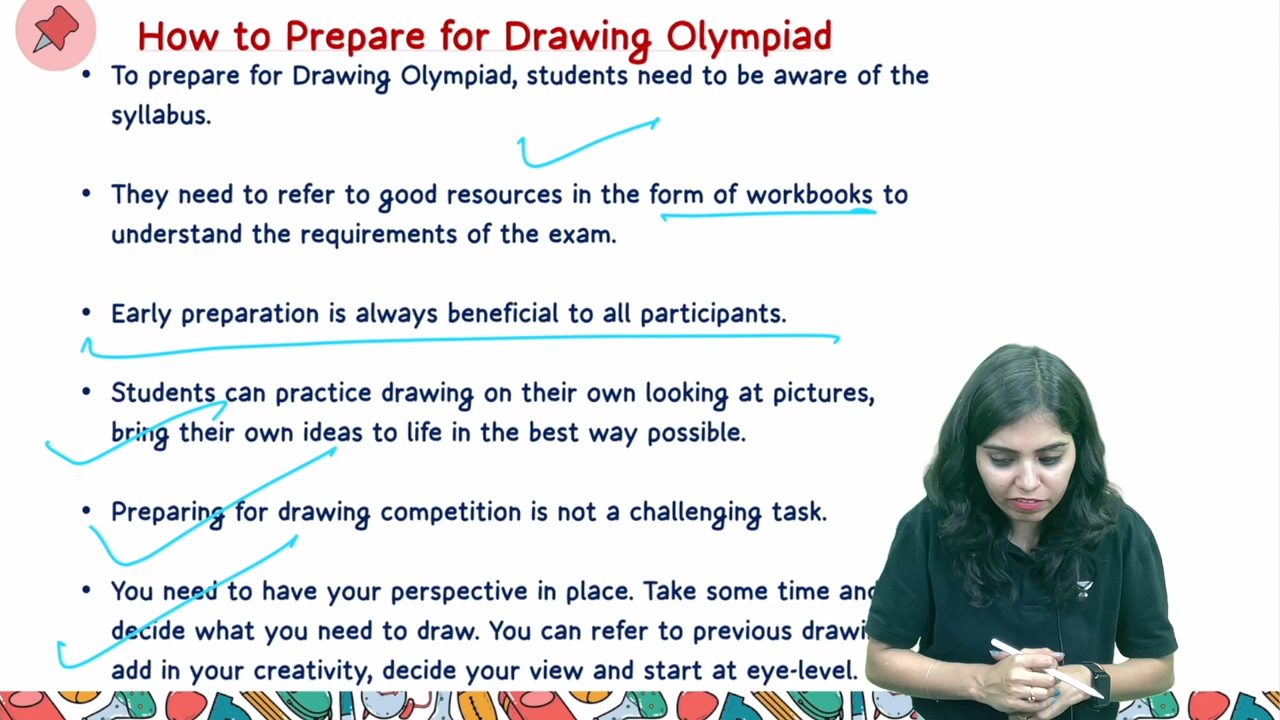 How to Prepare for Drawing Olympiad
• To prepare for Drawing Olympiad, students need to be aware of the
syllabus.
• They need to refer to good resources in the form of workbooks to
understand the requirements of the exam.
• Early preparation is always beneficial to all participants.
• Students can practice drawing on their own looking at pictures,
bring their own ideas to life in the best way possible.
• Preparing for drawing competition is not a challenging task.
• You need to have your perspective in place. Take some time and
decide what you need to draw. You can refer to previous
add in your creativity, decide your view and start at eye-level.